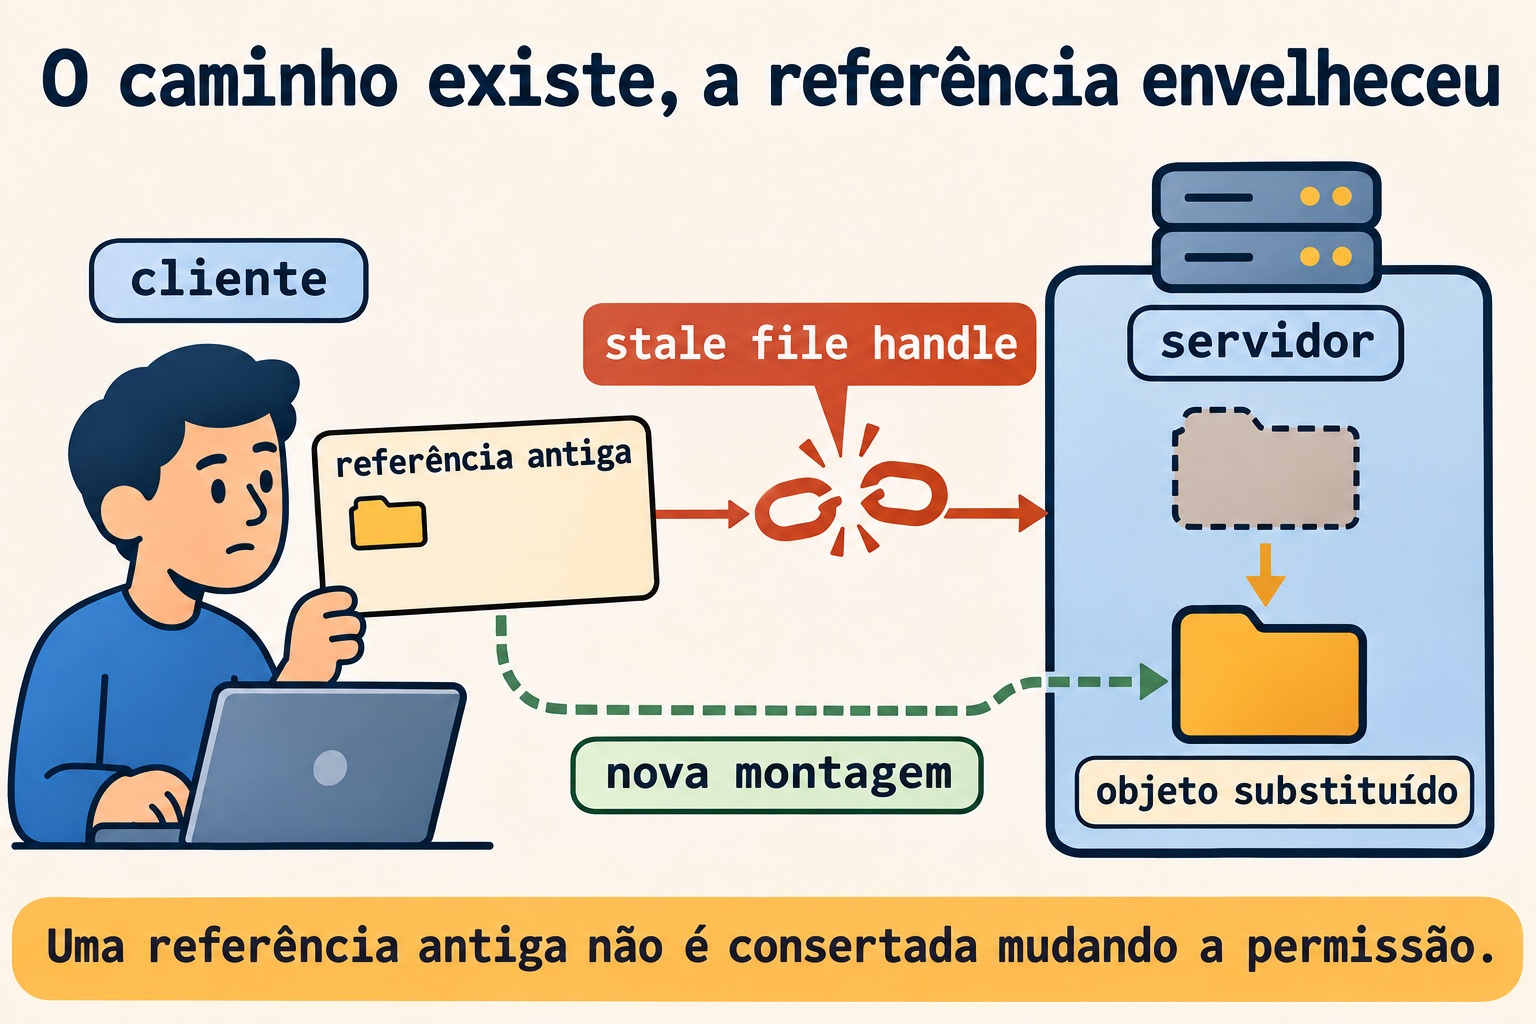 O caminho existe, a referência envelheceu
cliente
stale file handle
servidor
referência antiga
nova montagem
objeto substituído
Uma referência antiga não é consertada mudando a permissão.